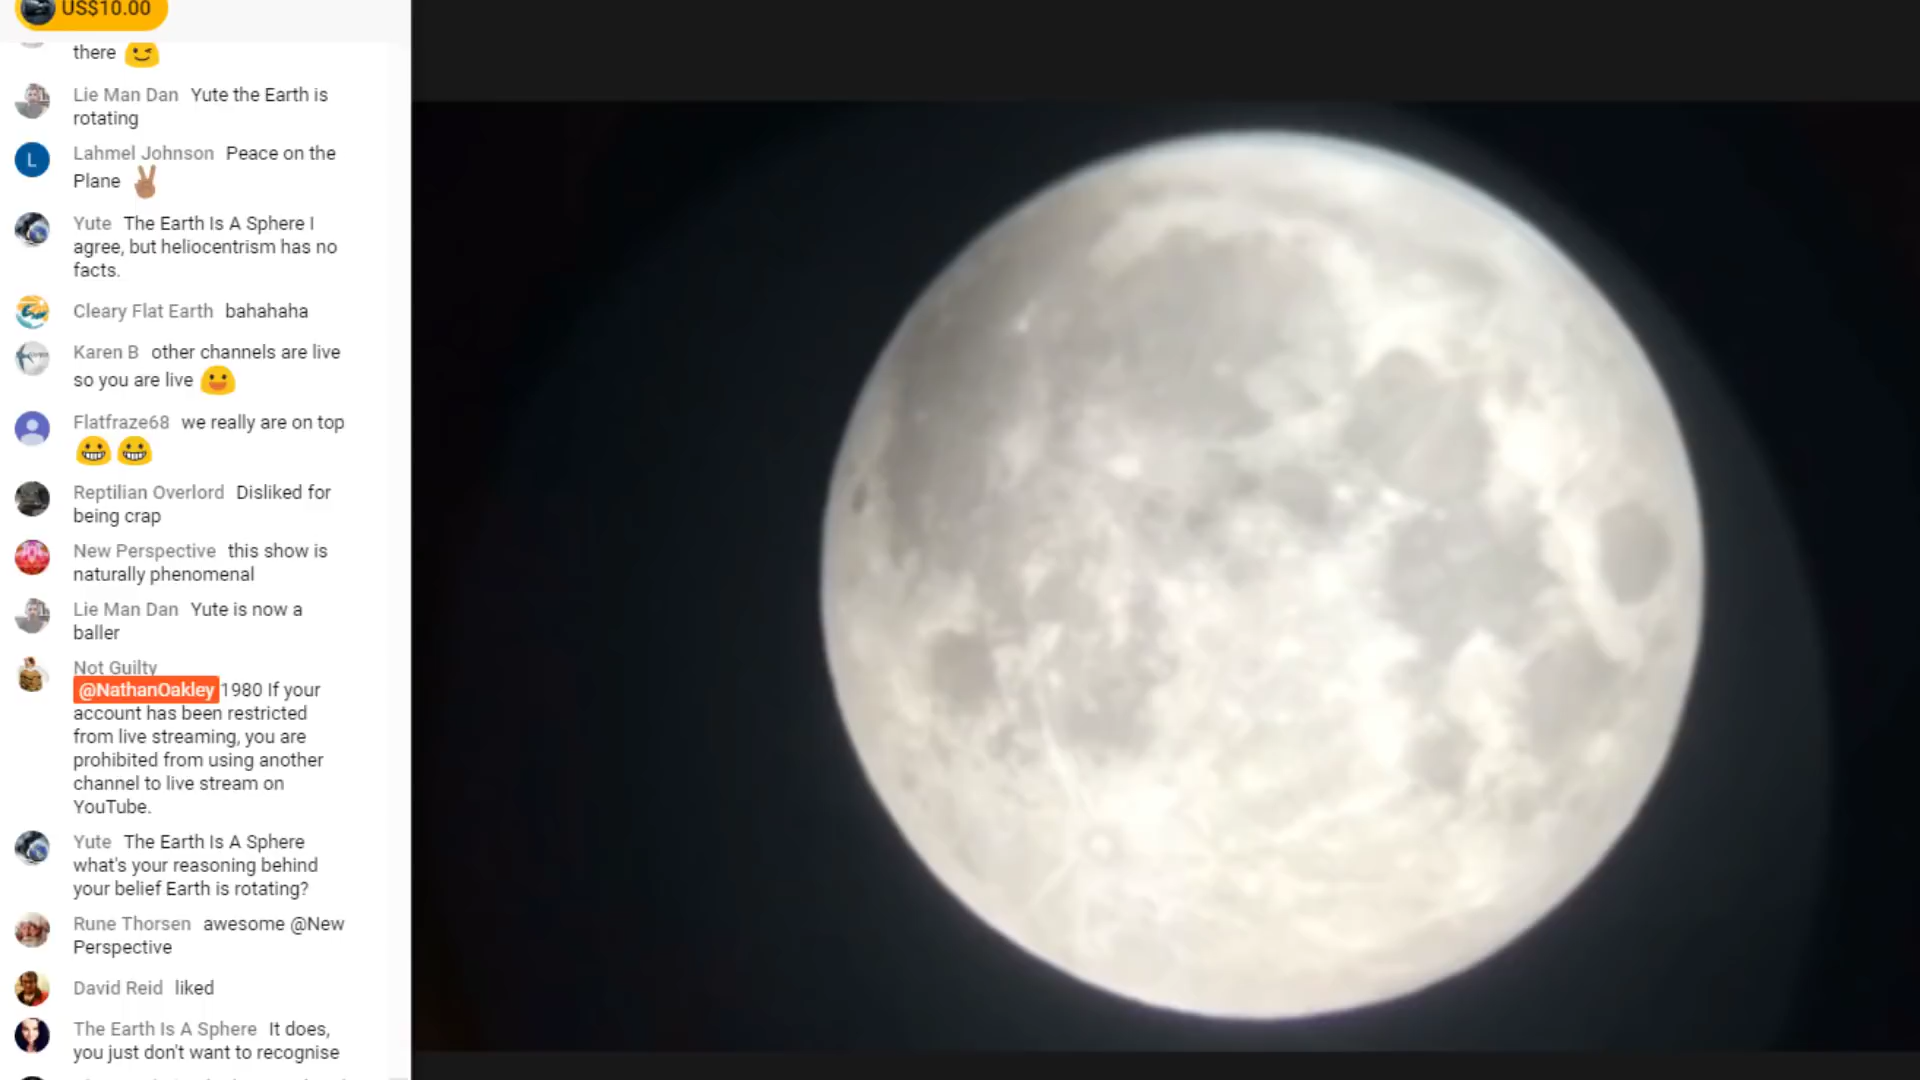 US$10.00
there
Lie Man Dan Yute the Earth is
rotating
L
Lahmel Johnson Peace on the
Plane
Yute The Earth Is A Sphere I
agree, but heliocentrism has no
facts.
Cleary Flat Earth bahahaha
Karen B other channels are live
so you are live
Flatfraze68 we really are on top
Reptilian Overlord Disliked for
being crap
New Perspective this show is
naturally phenomenal
Lie Man Dan Yute is now a
baller
Not Guilty
@NathanOakley 1980 If your
account has been restricted
from live streaming, you are
prohibited from using another
channel to live stream on
YouTube.
Yute The Earth Is A Sphere
what's your reasoning behind
your belief Earth is rotating?
Rune Thorsen awesome @New
Perspective
David Reid liked
The Earth Is A Sphere It does,
you just don't want to recognise